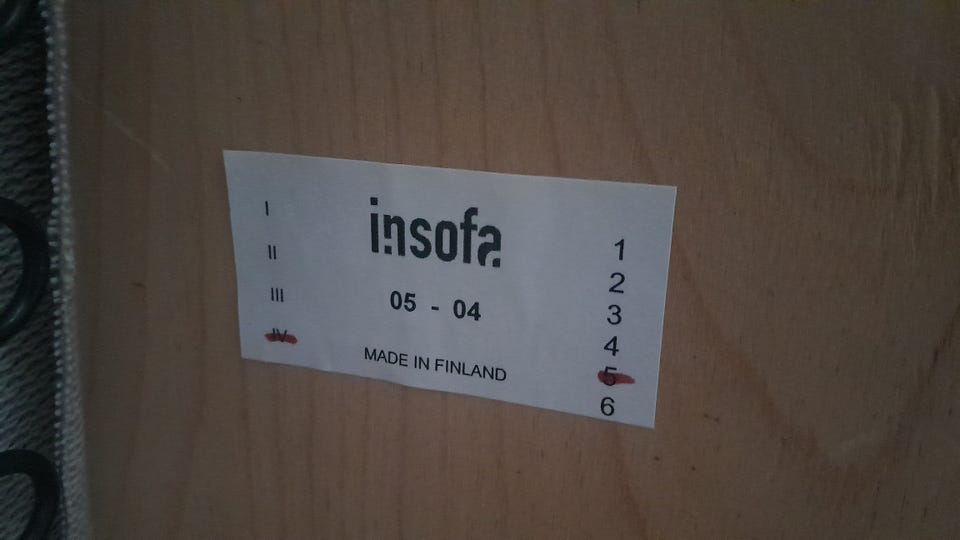 I
II
III
IV
insofa
05 - 04
MADE IN FINLAND
1
2
3
4
5
6